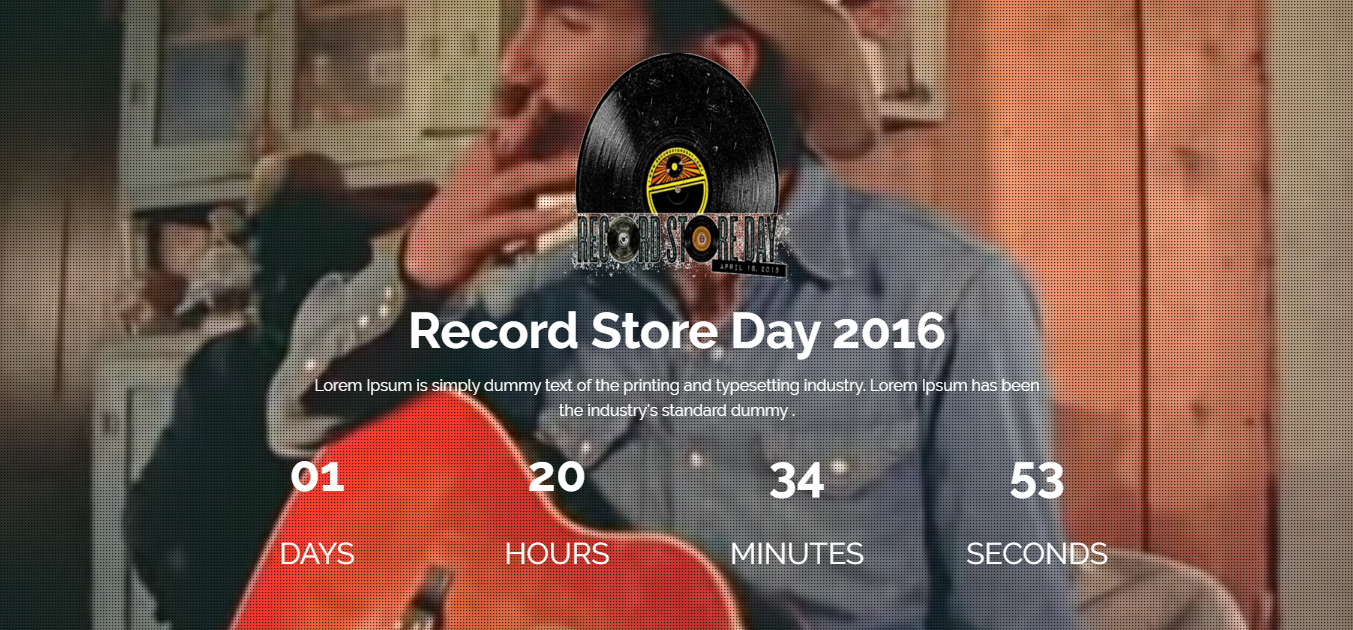 RECORD STORE DAY
APRIL 18, 2015
Record Store Day 2016
Lorem Ipsum is simply dummy text of the printing and typesetting industry. Lorem Ipsum has been
the industry's standard dummy .
01 20 34 53
DAYS HOURS MINUTES SECONDS